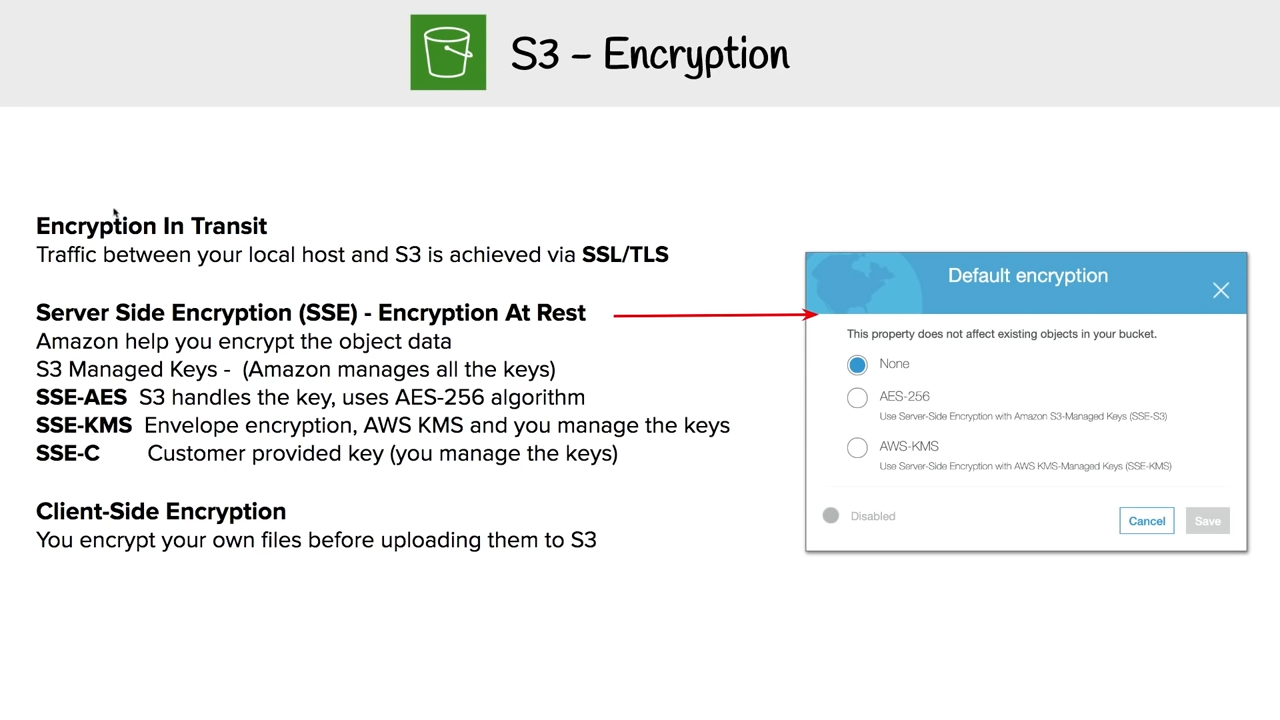 S3 – Encryption
Encryption In Transit
Traffic between your local host and S3 is achieved via SSL/TLS
Server Side Encryption (SSE) - Encryption At Rest
Amazon help you encrypt the object data
S3 Managed Keys - (Amazon manages all the keys)
SSE-AES S3 handles the key, uses AES-256 algorithm
SSE-KMS Envelope encryption, AWS KMS and you manage the keys
SSE-C Customer provided key (you manage the keys)
Client-Side Encryption
You encrypt your own files before uploading them to S3
Default encryption
This property does not affect existing objects in your bucket.
None
AES-256
Use Server-Side Encryption with Amazon S3-Managed Keys (SSE-S3)
AWS-KMS
Use Server-Side Encryption with AWS KMS-Managed Keys (SSE-KMS)
Disabled
Cancel
Save